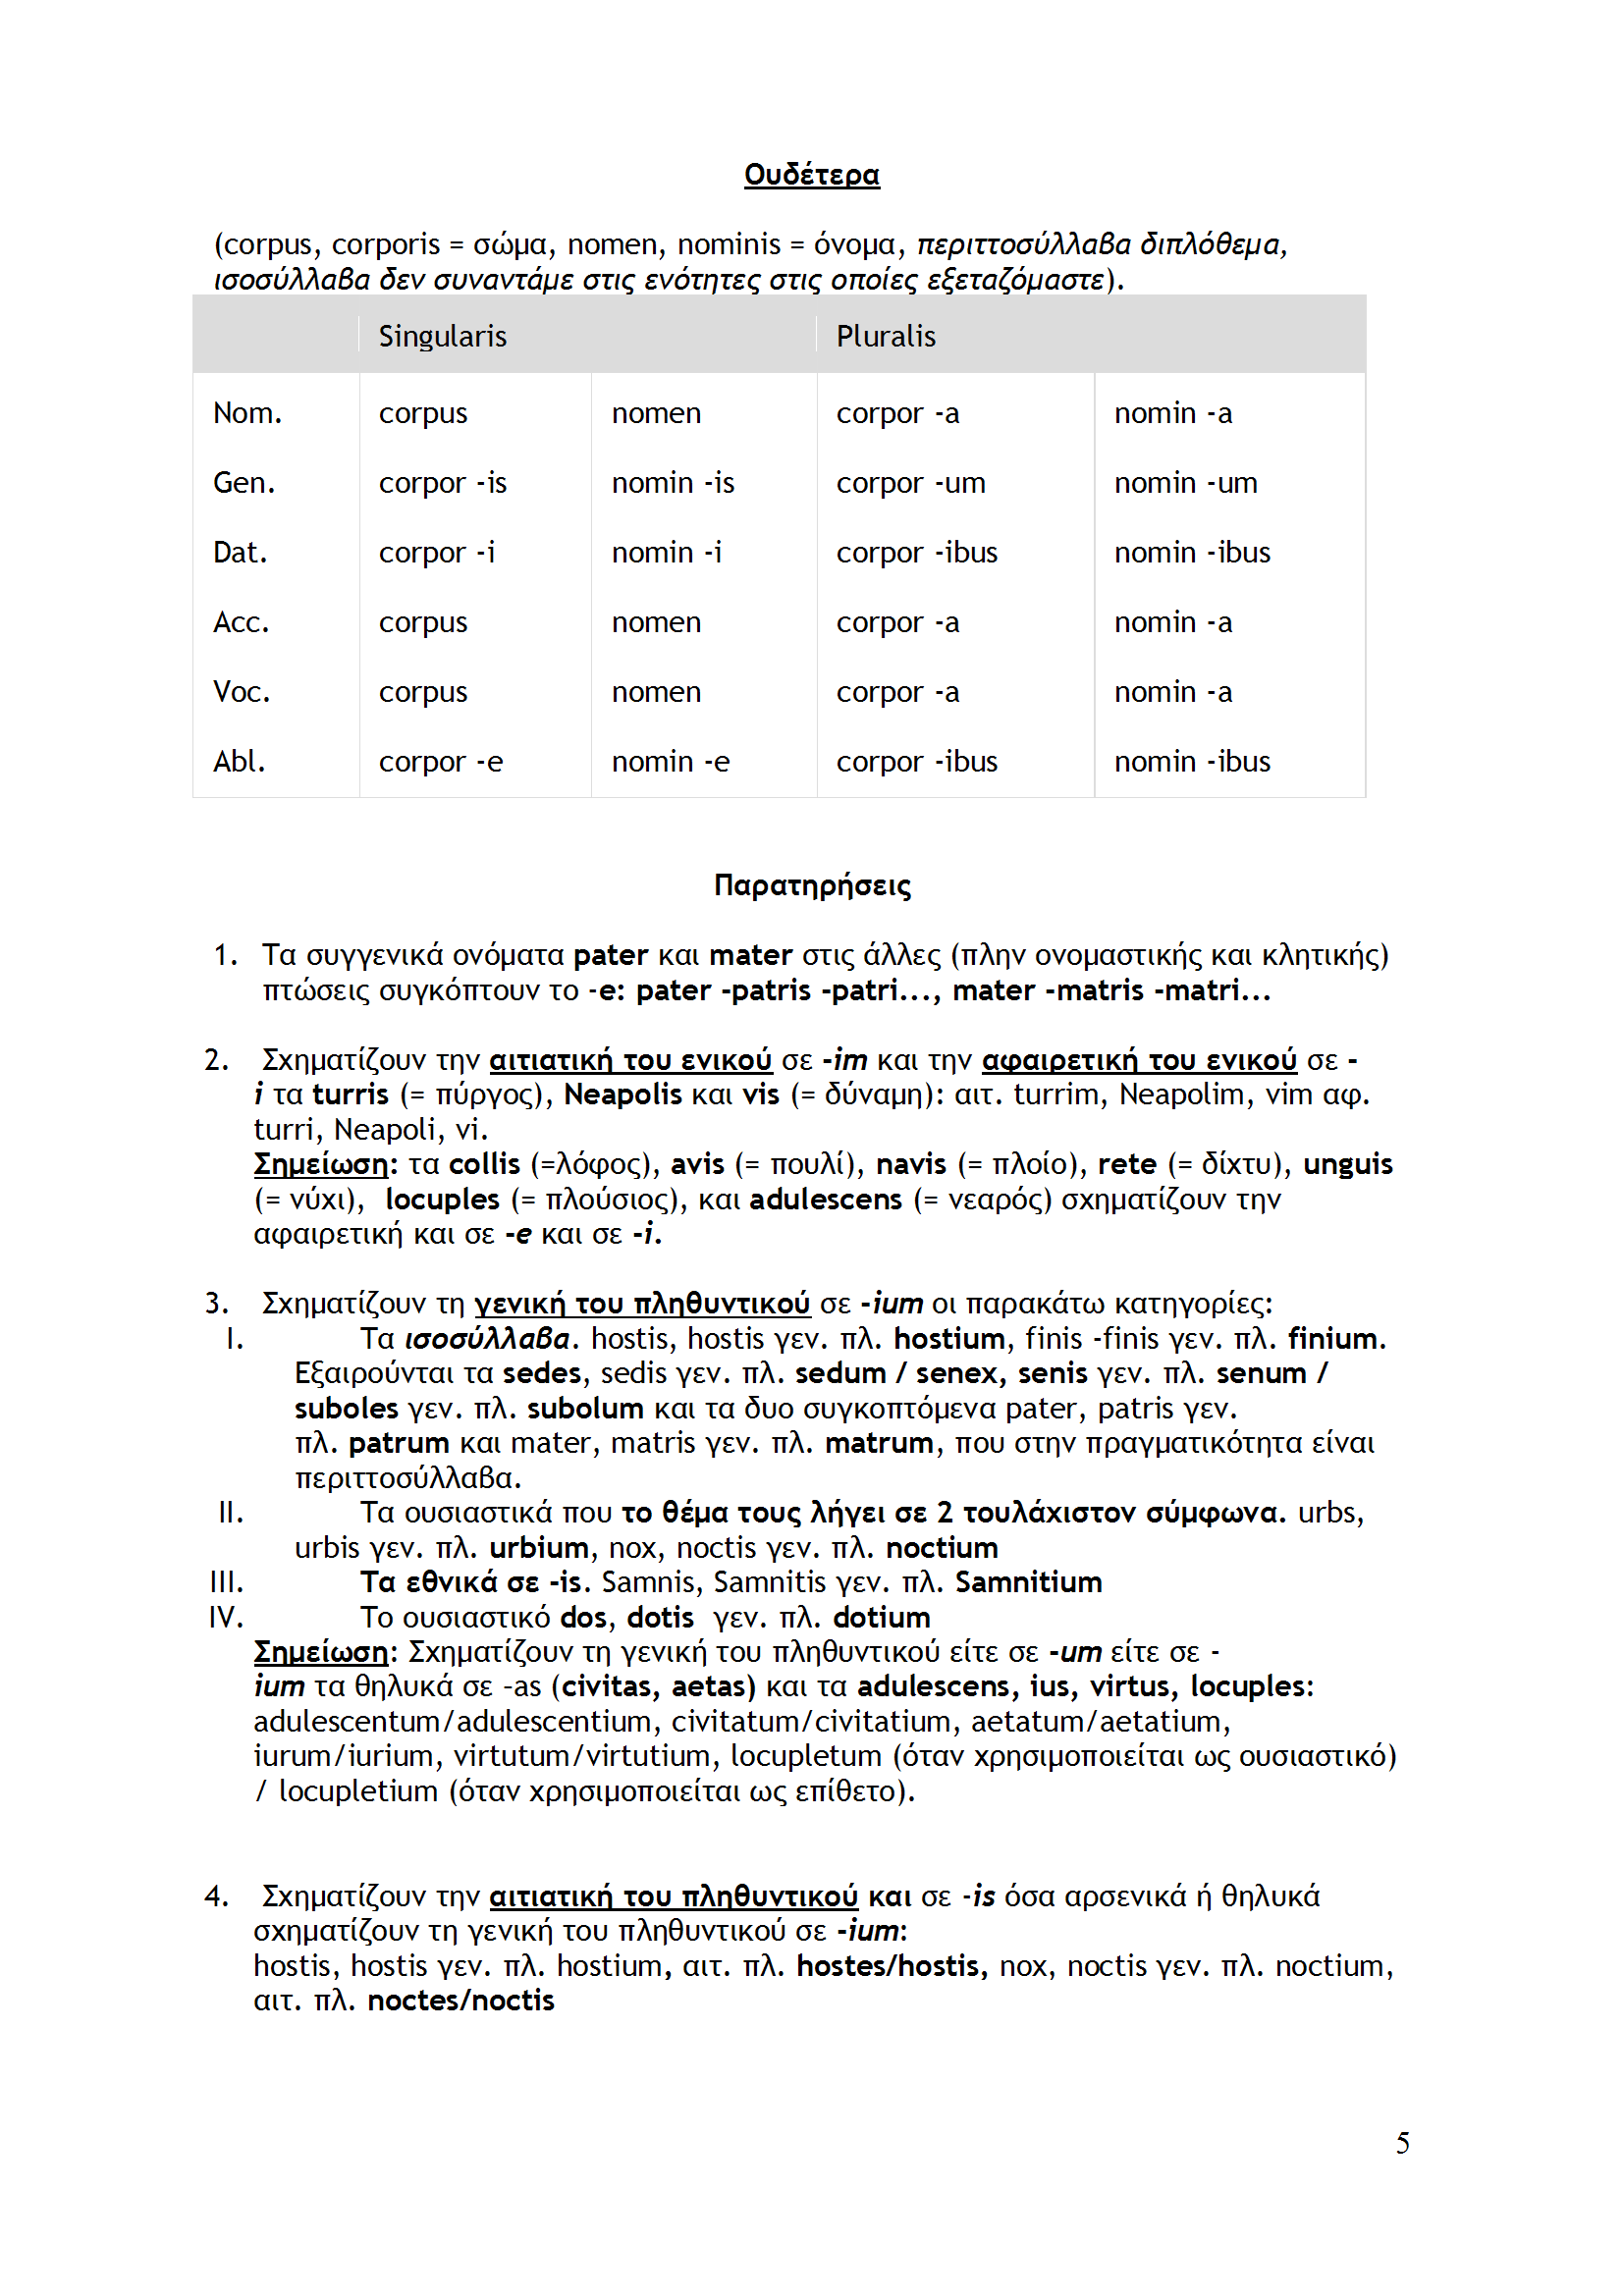 Ουδέτερα
(corpus, corporis = σώμα, nomen, nominis = όνομα, περιττοσύλλαβα διπλόθεμα,
ισοσύλλαβα δεν συναντάμε στις ενότητες στις οποίες εξεταζόμαστε).
Singularis Pluralis
Nom. corpus nomen corpor -a nomin -a
Gen. corpor -is nomin -is corpor -um nomin -um
Dat. corpor -i nomin -i corpor -ibus nomin -ibus
Acc. corpus nomen corpor -a nomin -a
Voc. corpus nomen corpor -a nomin -a
Abl. corpor -e nomin -e corpor -ibus nomin -ibus
Παρατηρήσεις
1. Τα συγγενικά ονόματα pater και mater στις άλλες (πλην ονομαστικής και κλητικής)
πτώσεις συγκόπτουν το -e: pater -patris -patri..., mater -matris -matri...
2. Σχηματίζουν την αιτιατική του ενικού σε -im και την αφαιρετική του ενικού σε -
i τα turris (= πύργος), Neapolis και vis (= δύναμη): αιτ. turrim, Neapolim, vim αφ.
turri, Neapoli, vi.
Σημείωση: τα collis (=λόφος), avis (= πουλί), navis (= πλοίο), rete (= δίχτυ), unguis
(= νύχι), locuples (= πλούσιος), και adulescens (= νεαρός) σχηματίζουν την
αφαιρετική και σε -e και σε -i.
3. Σχηματίζουν τη γενική του πληθυντικού σε -ium οι παρακάτω κατηγορίες:
I. Τα ισοσύλλαβα. hostis, hostis γεν. πλ. hostium, finis -finis γεν. πλ. finium.
Εξαιρούνται τα sedes, sedis γεν. πλ. sedum / senex, senis γεν. πλ. senum /
suboles γεν. πλ. subolum και τα δυο συγκοπτόμενα pater, patris γεν.
πλ. patrum και mater, matris γεν. πλ. matrum, που στην πραγματικότητα είναι
περιττοσύλλαβα.
II. Τα ουσιαστικά που το θέμα τους λήγει σε 2 τουλάχιστον σύμφωνα. urbs,
urbis γεν. πλ. urbium, nox, noctis γεν. πλ. noctium
III. Τα εθνικά σε -is. Samnis, Samnitis γεν. πλ. Samnitium
IV. Το ουσιαστικό dos, dotis γεν. πλ. dotium
Σημείωση: Σχηματίζουν τη γενική του πληθυντικού είτε σε -um είτε σε -
ium τα θηλυκά σε -as (civitas, aetas) και τα adulescens, ius, virtus, locuples:
adulescentum/adulescentium, civitatum/civitatium, aetatum/aetatium,
iurum/iurium, virtutum/virtutium, locupletum (όταν χρησιμοποιείται ως ουσιαστικό)
/ locupletium (όταν χρησιμοποιείται ως επίθετο).
4. Σχηματίζουν την αιτιατική του πληθυντικού και σε -is όσα αρσενικά ή θηλυκά
σχηματίζουν τη γενική του πληθυντικού σε -ium:
hostis, hostis γεν. πλ. hostium, αιτ. πλ. hostes/hostis, nox, noctis γεν. πλ. noctium,
αιτ. πλ. noctes/noctis
5